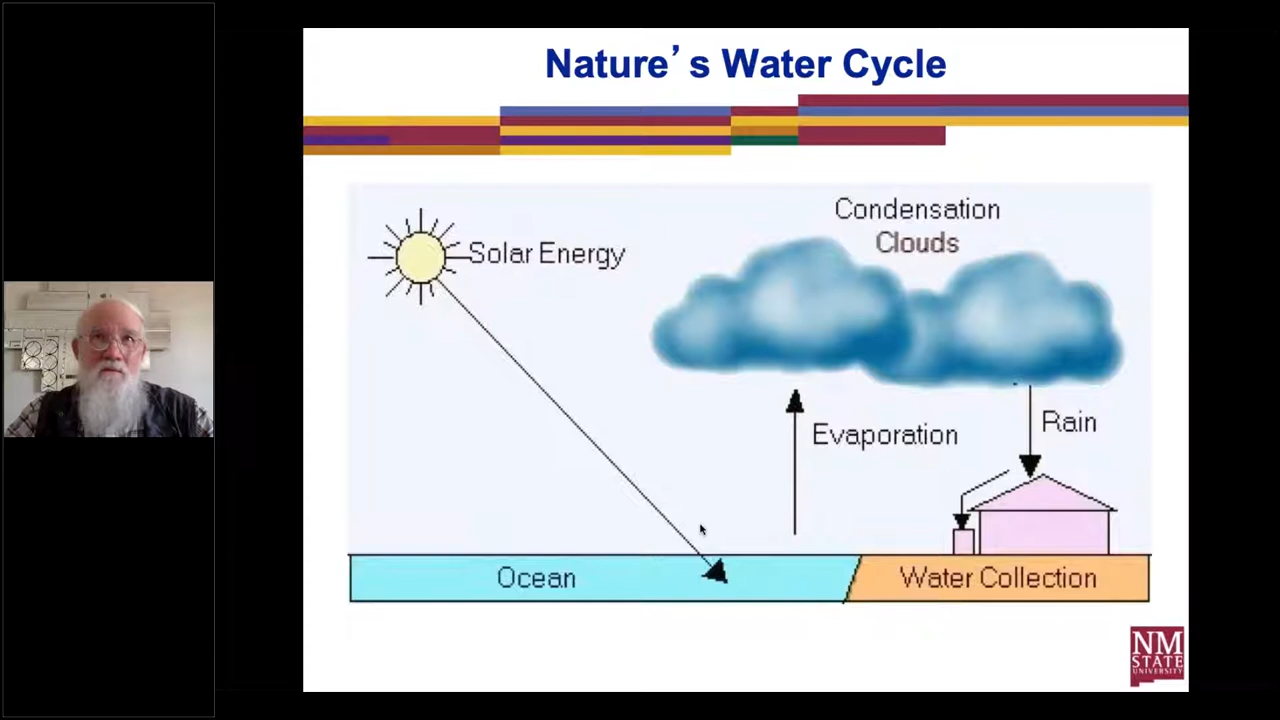 Nature’s Water Cycle
Condensation
Clouds
Solar Energy
Evaporation
Rain
Ocean
Water Collection
NM
STATE
UNIVERSITY